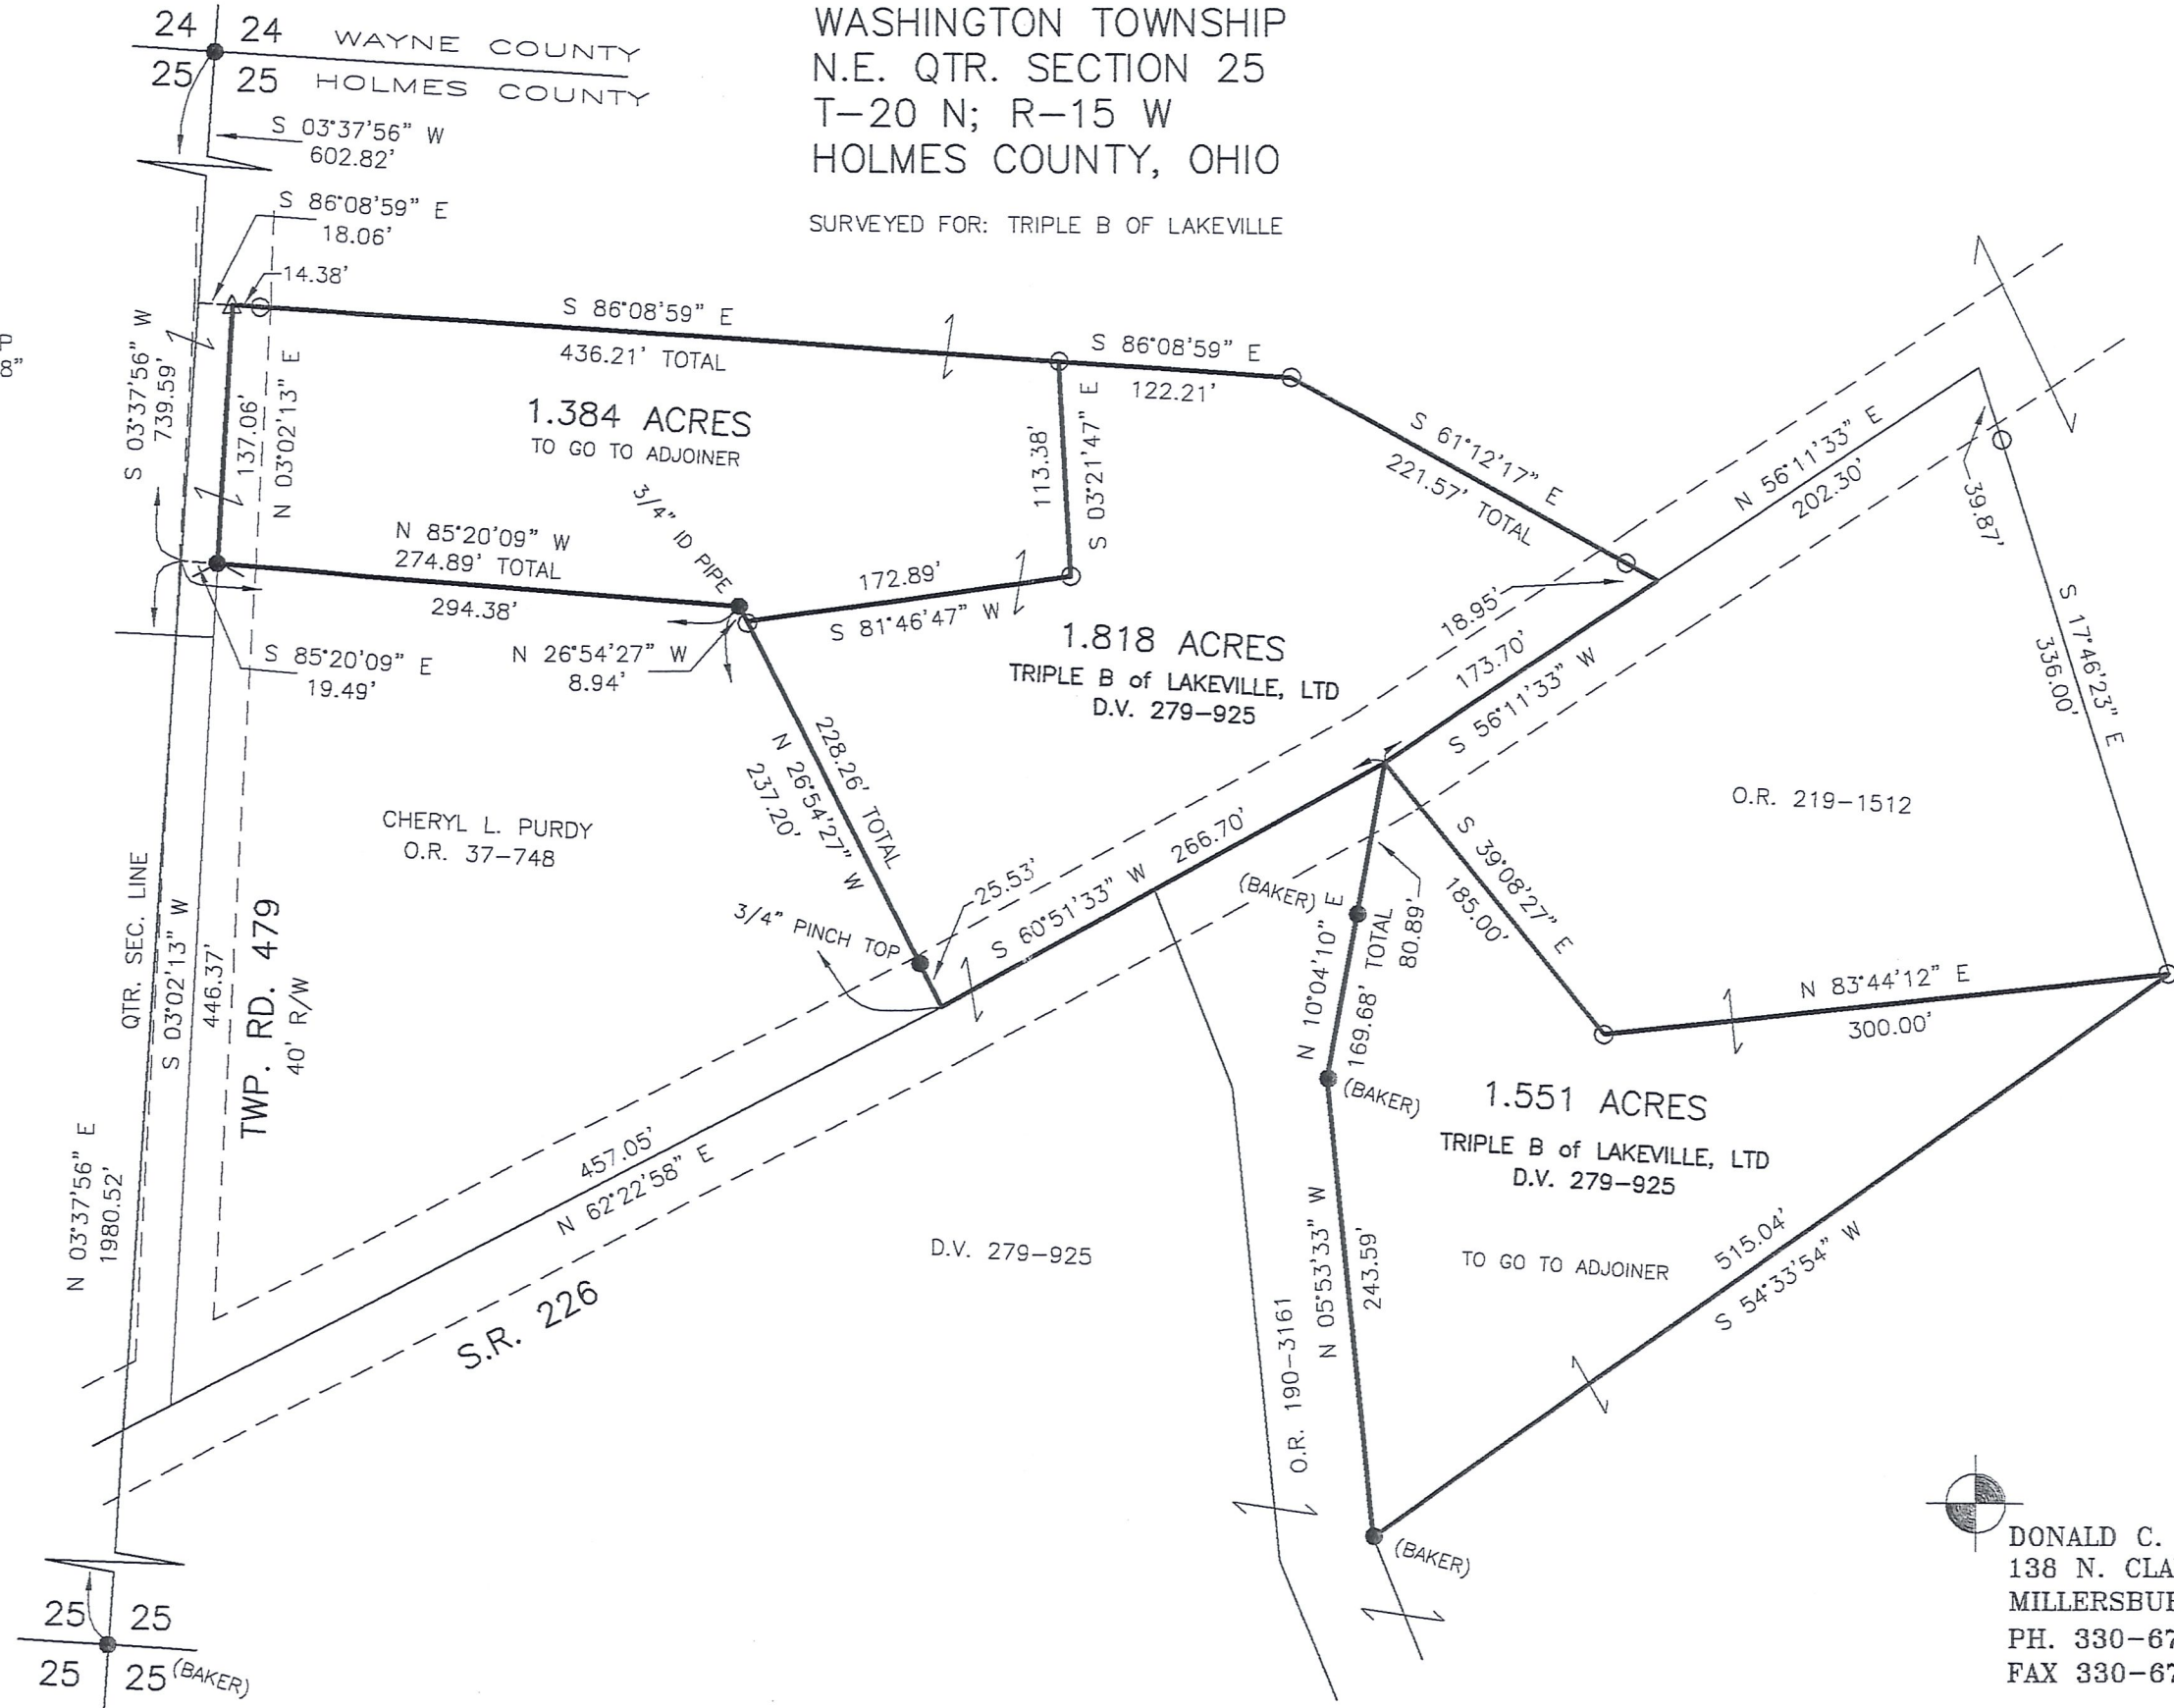 24 24
WAYNE COUNTY
25 25
HOLMES COUNTY
S 03°37'56" W
602.82'
WASHINGTON TOWNSHIP
N.E. QTR. SECTION 25
T-20 N; R-15 W
HOLMES COUNTY, OHIO
SURVEYED FOR: TRIPLE B OF LAKEVILLE
S 86°08'59" E
18.06'
14.38'
8"
S 03°37'56" W
739.59'
137.06'
N 03°02'13" E
S 86°08'59" E
436.21' TOTAL
1.384 ACRES
TO GO TO ADJOINER
S 86°08'59" E
122.21'
113.38'
S 03°21'47" E
S 61°12'17" E
221.57' TOTAL
N 56°11'33" E
202.30'
39.87'
S 17°46'23" E
336.00'
3/4" ID PIPE
N 85°20'09" W
274.89' TOTAL
294.38'
172.89'
S 81°46'47" W
18.95'
173.70'
S 56°11'33" W
S 85°20'09" E
19.49'
N 26°54'27" W
8.94'
1.818 ACRES
TRIPLE B of LAKEVILLE, LTD
D.V. 279-925
228.26' TOTAL
N 26°54'27" W
237.20'
CHERYL L. PURDY
O.R. 37-748
O.R. 219-1512
3/4" PINCH TOP
25.53'
S 60°51'33" W
266.70'
(BAKER)
N 10°04'10" E
169.68' TOTAL
80.89'
S 39°08'27" E
185.00'
N 83°44'12" E
300.00'
QTR. SEC. LINE
S 03°02'13" W
446.37'
TWP. RD. 479
40' R/W
(BAKER)
1.551 ACRES
TRIPLE B of LAKEVILLE, LTD
D.V. 279-925
TO GO TO ADJOINER
457.05'
N 62°22'58" E
N 03°37'56" E
1980.52'
S.R. 226
D.V. 279-925
O.R. 190-3161
N 05°53'33" W
243.59'
515.04'
S 54°33'54" W
(BAKER)
25 25
25 25 (BAKER)
DONALD C.
138 N. CLA
MILLERSBU
PH. 330-67
FAX 330-67